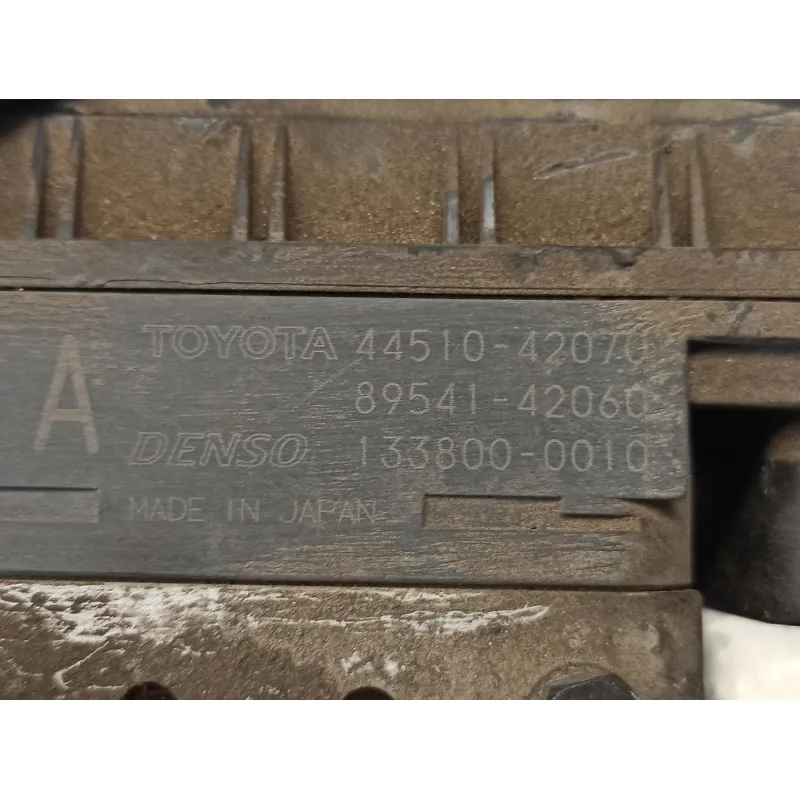 TOYOTA 44510-42070
A 89541-42060
DENSO 133800-0010
MADE IN JAPAN